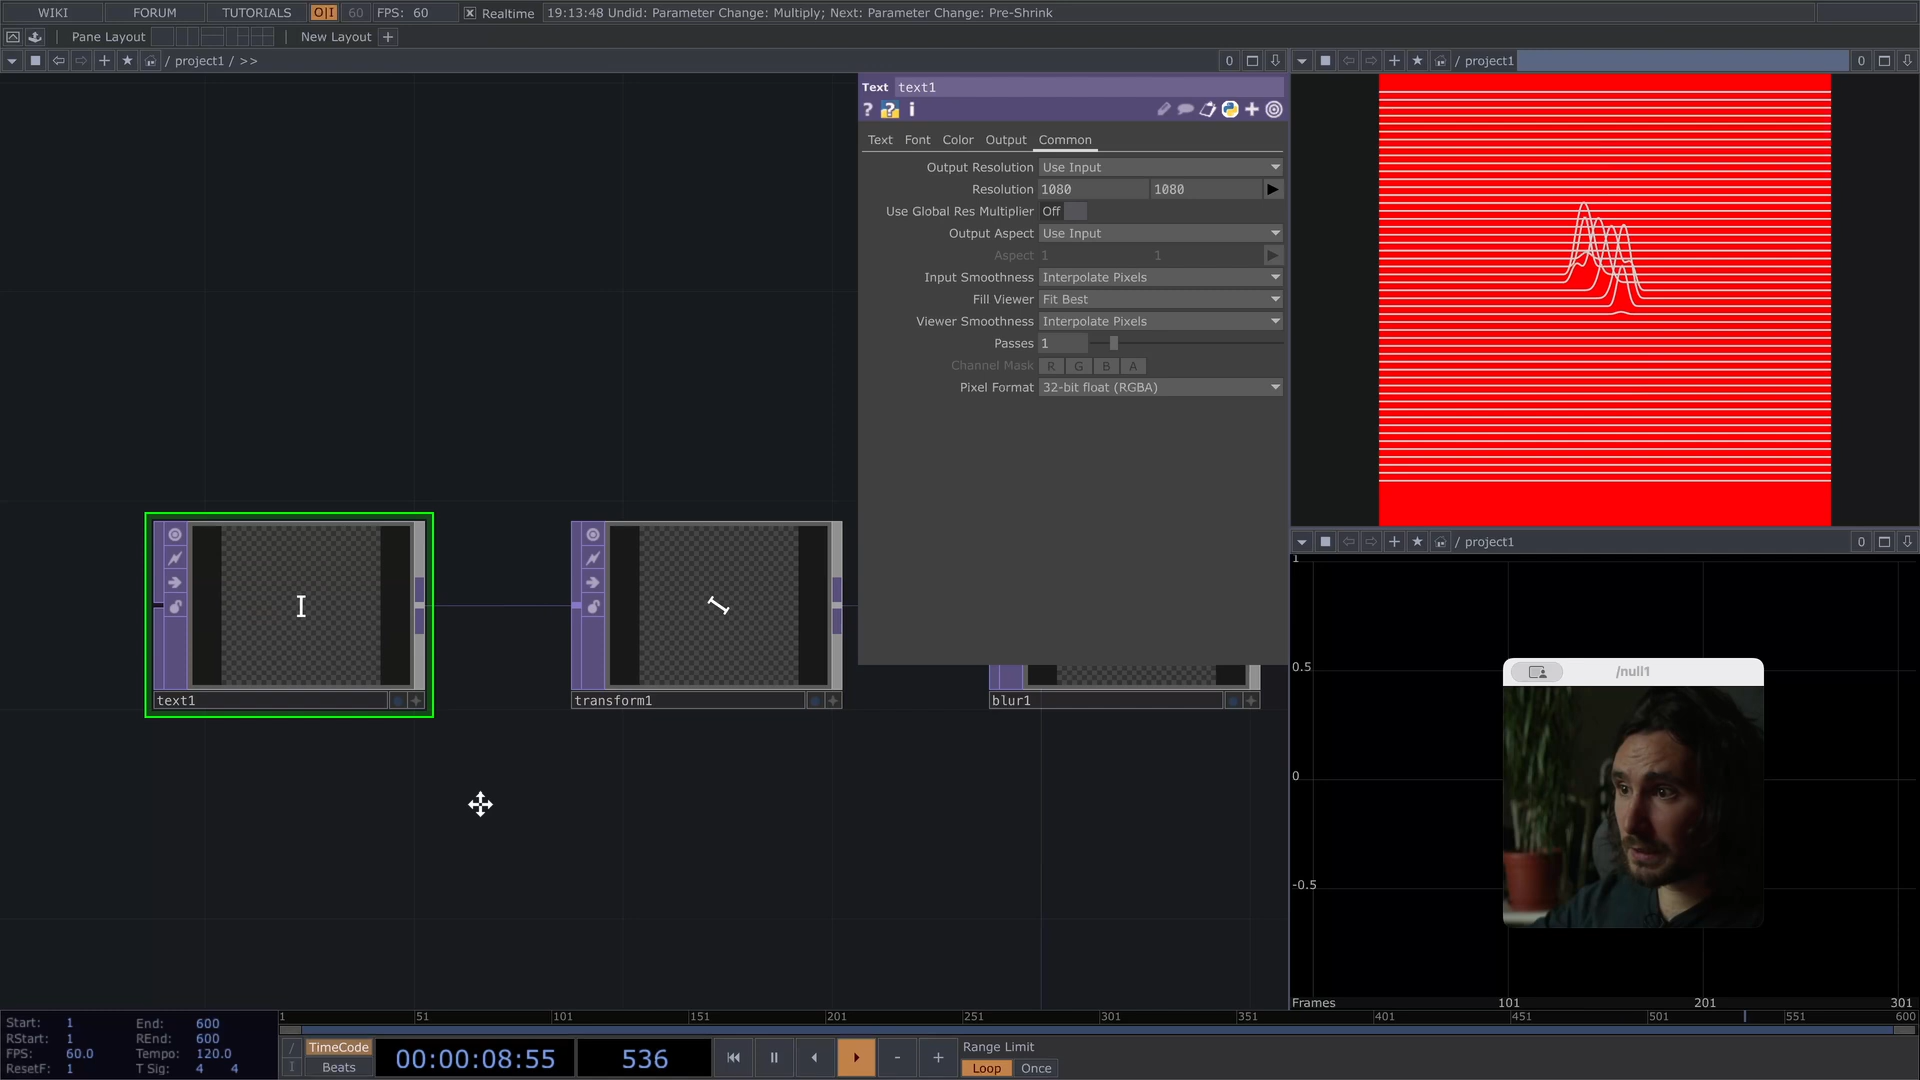 WIKI FORUM TUTORIALS O|I 60 FPS: 60 Realtime 19:13:48 Undid: Parameter Change: Multiply; Next: Parameter Change: Pre-Shrink
Pane Layout New Layout +
/ project1 / >> 0
/ project1 0
Text text1
? ? i
Text Font Color Output Common
Output Resolution Use Input
Resolution 1080 1080
Use Global Res Multiplier Off
Output Aspect Use Input
Aspect 1 1
Input Smoothness Interpolate Pixels
Fill Viewer Fit Best
Viewer Smoothness Interpolate Pixels
Passes 1
Channel Mask R G B A
Pixel Format 32-bit float (RGBA)
I
I
text1
transform1
blur1
/ project1 0
1
0.5
0
-0.5
/null1
Frames 101 201 301
1 51 101 151 201 251 301 351 401 451 501 551 600
Start: 1 End: 600
RStart: 1 REnd: 600
FPS: 60.0 Tempo: 120.0
ResetF: 1 T Sig: 4 4
/
I
TimeCode
Beats
00:00:08:55
536
- +
Range Limit
Loop Once